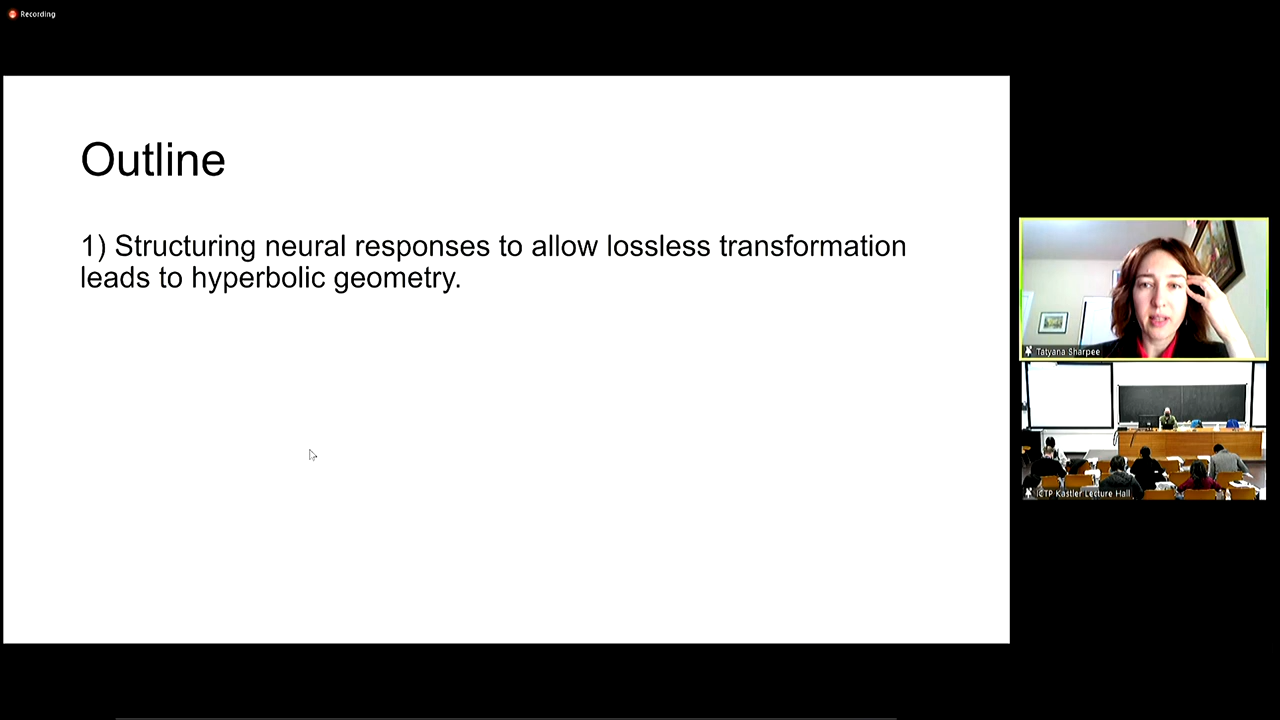 Recording
Outline
1) Structuring neural responses to allow lossless transformation
leads to hyperbolic geometry.
Tatyana Sharpee
ICTP Kastler Lecture Hall